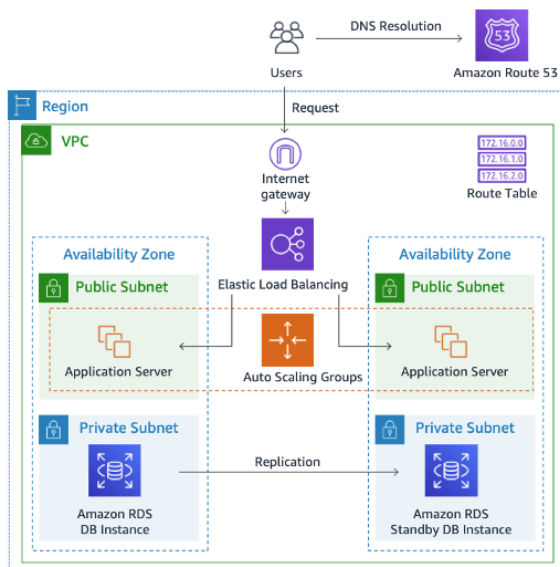 DNS Resolution
53
Users
Amazon Route 53
Region
Request
VPC
172.16.0.0
172.16.1.0
172.16.2.0
Internet
gateway
Route Table
Availability Zone
Availability Zone
Public Subnet
Elastic Load Balancing
Public Subnet
Application Server
Application Server
Auto Scaling Groups
Private Subnet
Private Subnet
Replication
Amazon RDS
DB Instance
Amazon RDS
Standby DB Instance